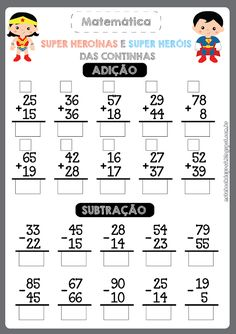 Matemática
SUPER HEROÍNAS E SUPER HERÓIS
DAS CONTINHAS
ADIÇÃO
25 36 57 29 78
+15 +36 +18 +44 +8
65 42 16 27 52
+19 +28 +27 +37 +39
SUBTRAÇÃO
-33 -45 -28 -54 -79
22 15 14 23 55
-85 -67 -90 -25 -19
45 66 10 14 5